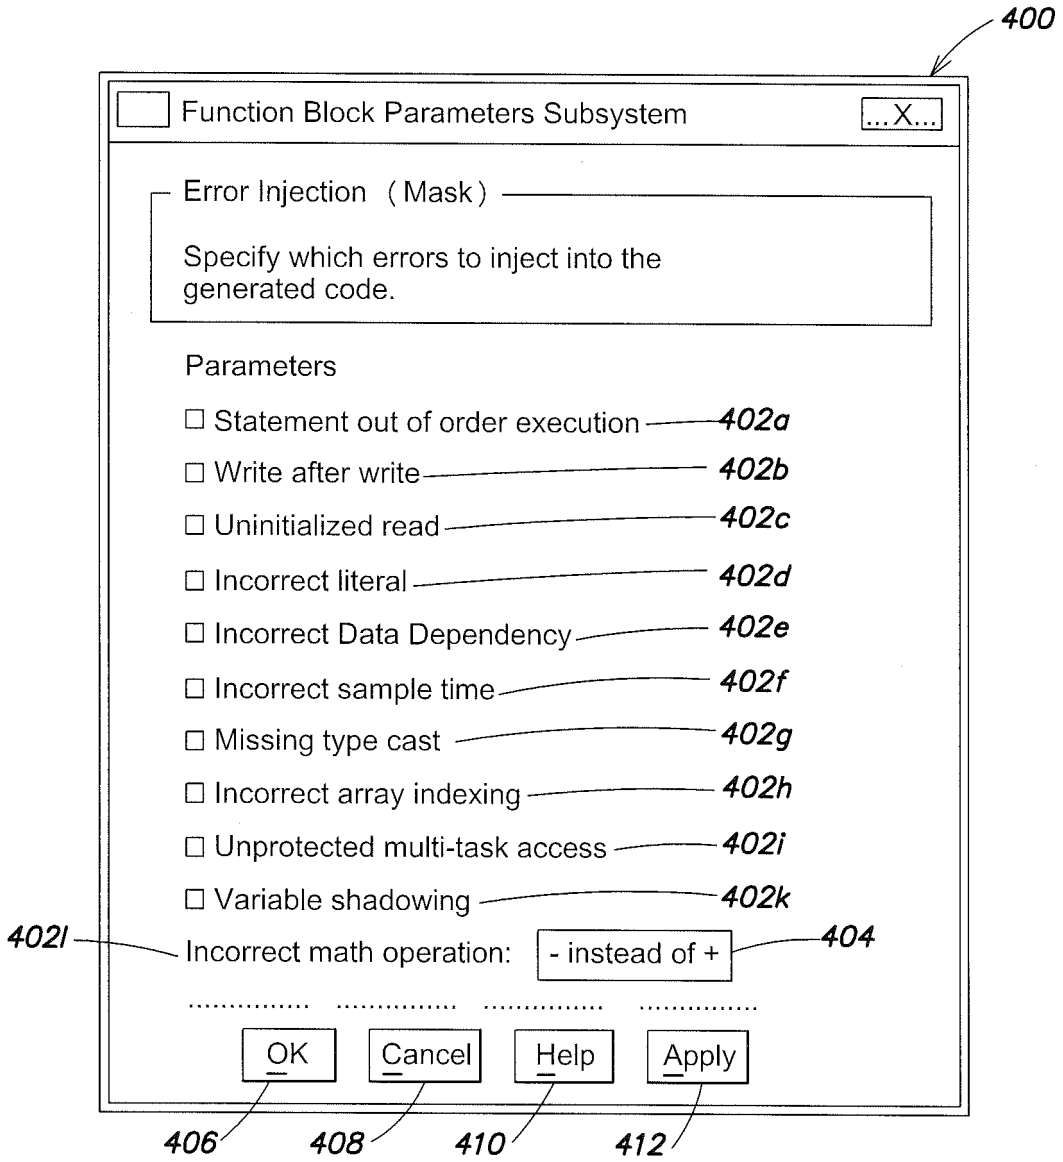 400
Function Block Parameters Subsystem ...X...
Error Injection (Mask)
Specify which errors to inject into the
generated code.
Parameters
Statement out of order execution 402a
Write after write 402b
Uninitialized read 402c
Incorrect literal 402d
Incorrect Data Dependency 402e
Incorrect sample time 402f
Missing type cast 402g
Incorrect array indexing 402h
Unprotected multi-task access 402i
Variable shadowing 402k
402l Incorrect math operation: - instead of + 404
OK Cancel Help Apply
406 408 410 412